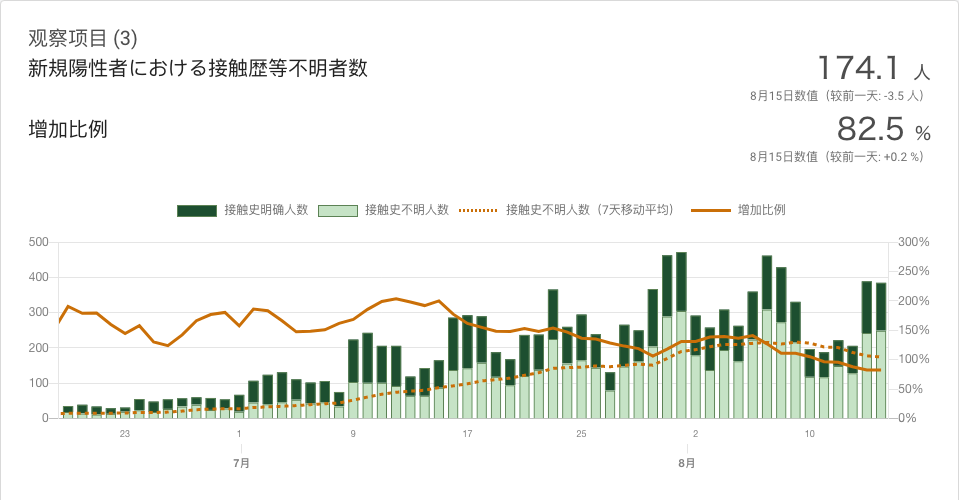 观察项目 (3)
新規陽性者における接触歴等不明者数
174.1 人
8月15日数值（较前一天: -3.5 人）
增加比例
82.5 %
8月15日数值（较前一天: +0.2 %）
接触史明确人数 接触史不明人数 接触史不明人数（7天移动平均） 增加比例
500 300%
250%
400
200%
300
150%
200
100%
100
50%
0 0%
23 1 9 17 25 2 10
7月 8月